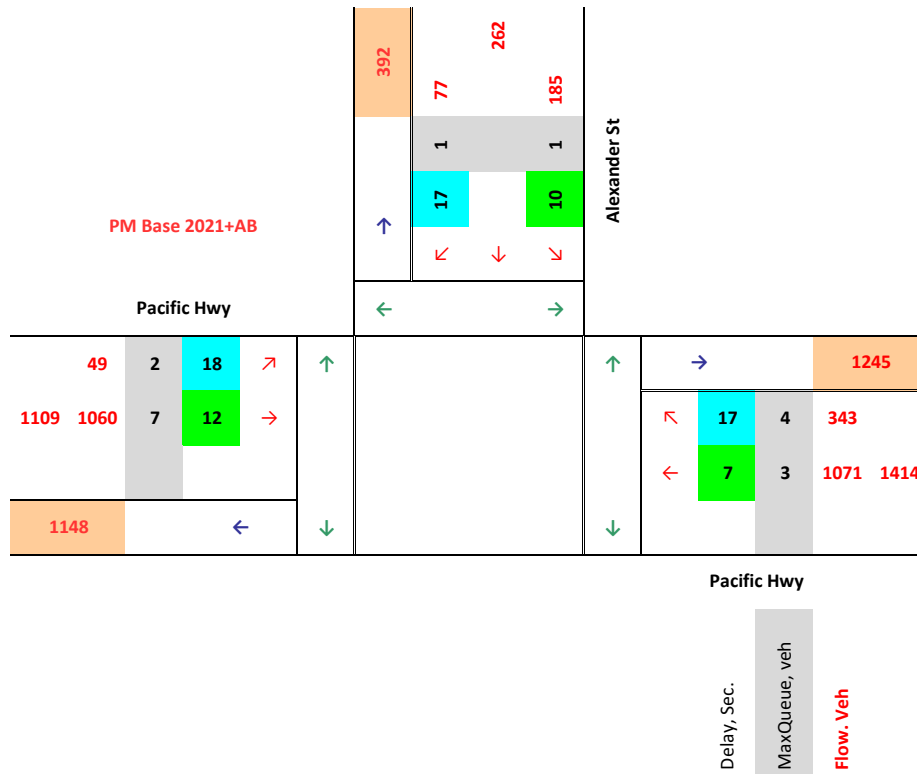 262
392
77
185
1
1
Alexander St
17
10
PM Base 2021+AB
↑
↙ ↓ ↘
Pacific Hwy
← →
49 2 18 ↗ ↑
↑ → 1245
1109 1060 7 12 →
↖ 17 4 343
← 7 3 1071 1414
1148 ← ↓
↓
Pacific Hwy
Delay, Sec.
MaxQueue, veh
Flow. Veh